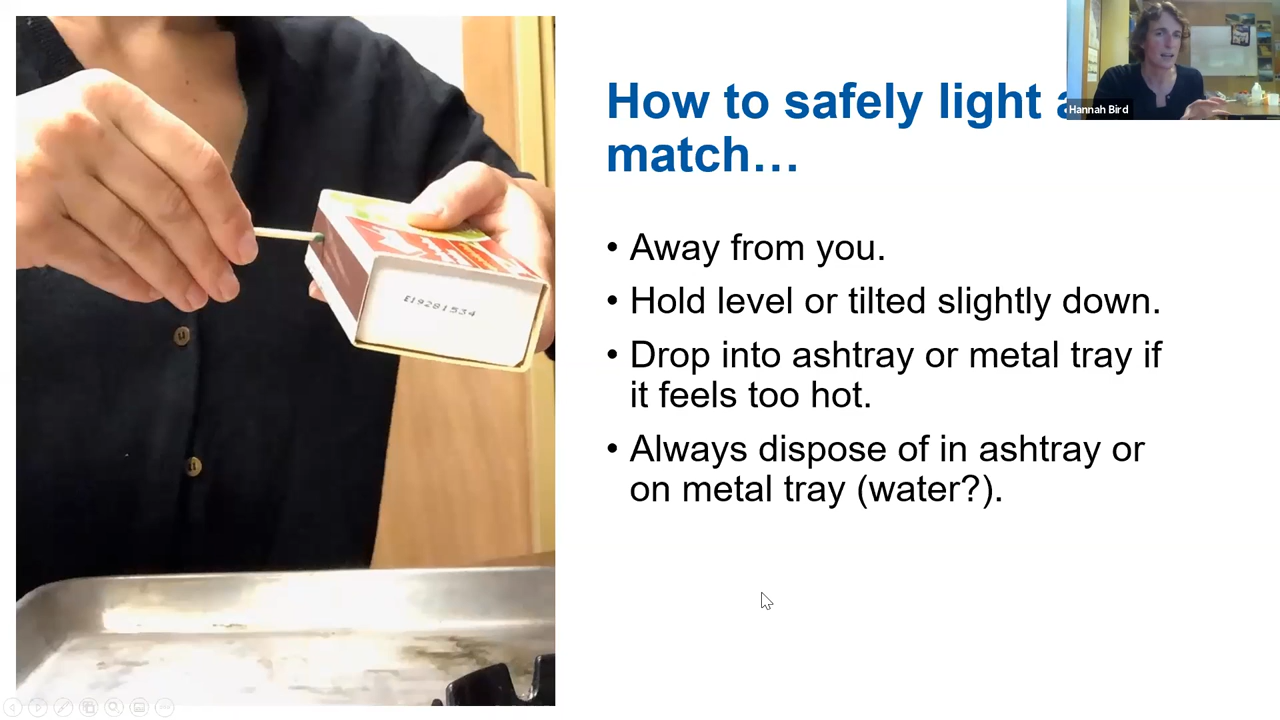 How to safely light a
match…
Hannah Bird
• Away from you.
• Hold level or tilted slightly down.
• Drop into ashtray or metal tray if
it feels too hot.
• Always dispose of in ashtray or
on metal tray (water?).
E19281534